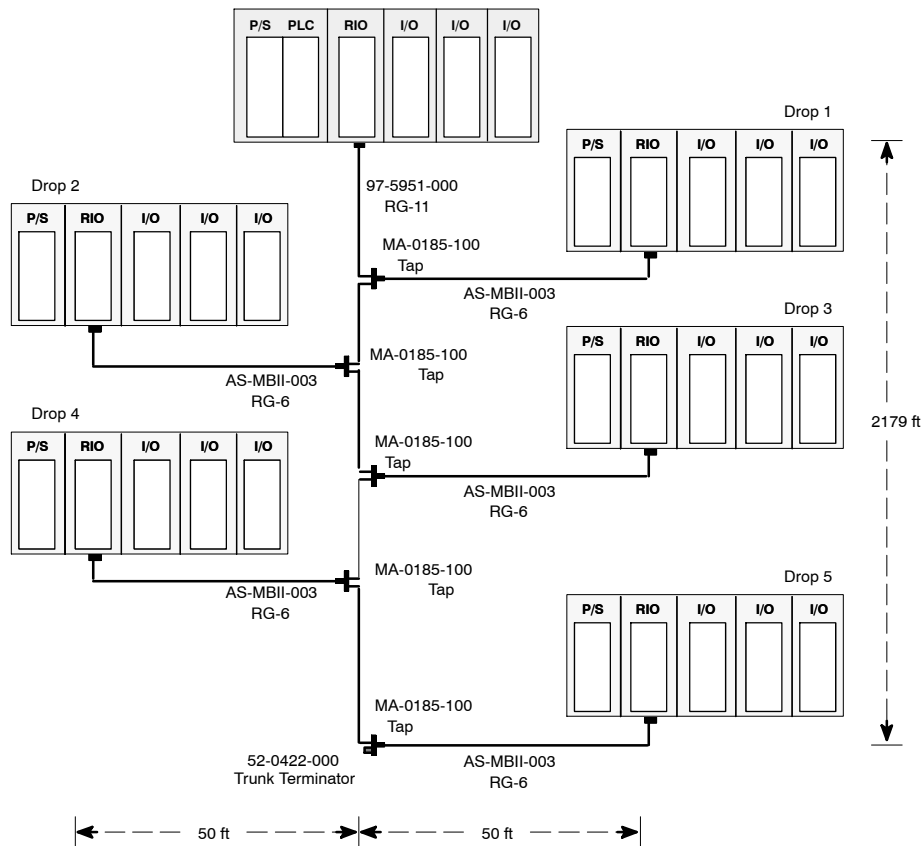 P/S PLC RIO I/O I/O I/O
Drop 1
P/S RIO I/O I/O I/O
97-5951-000
RG-11
Drop 2
P/S RIO I/O I/O I/O
MA-0185-100
Tap
AS-MBII-003
RG-6
Drop 3
P/S RIO I/O I/O I/O
MA-0185-100
Tap
AS-MBII-003
RG-6
Drop 4
P/S RIO I/O I/O I/O
2179 ft
MA-0185-100
Tap
AS-MBII-003
RG-6
MA-0185-100
Tap
AS-MBII-003
RG-6
Drop 5
P/S RIO I/O I/O I/O
MA-0185-100
Tap
AS-MBII-003
RG-6
52-0422-000
Trunk Terminator
50 ft
50 ft